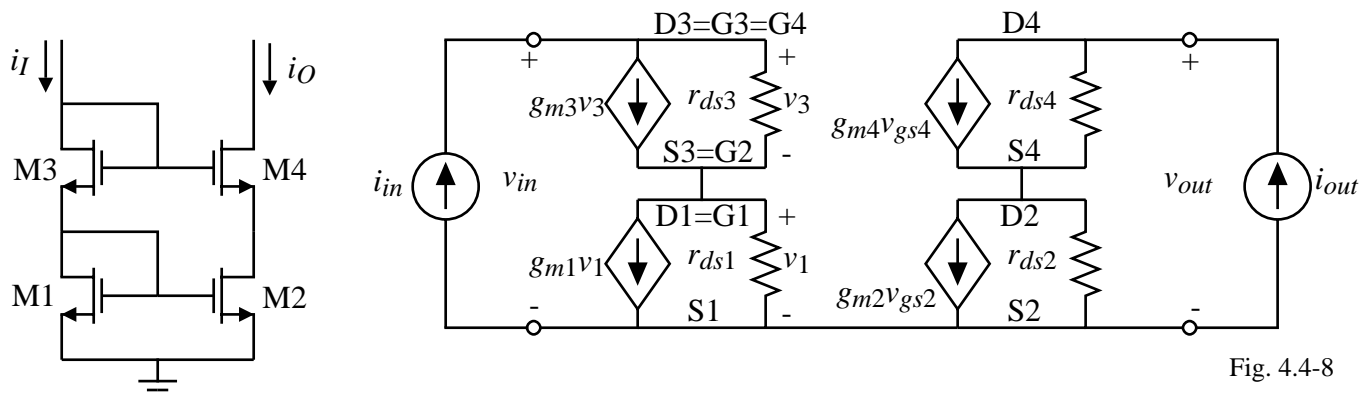 i_I
i_O
M3
M4
M1
M2
D3=G3=G4
D4
+
+
+
g_m3v_3
r_ds3
v_3
g_m4v_gs4
r_ds4
S3=G2
-
S4
i_in
v_in
v_out
i_out
D1=G1
+
D2
g_m1v_1
r_ds1
v_1
g_m2v_gs2
r_ds2
-
S1
-
S2
-
Fig. 4.4-8